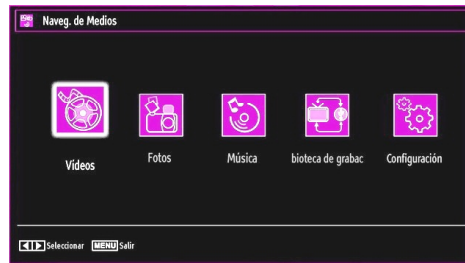 Naveg. de Medios
Vídeos Fotos Música bioteca de grabac Configuración
Seleccionar MENU Salir